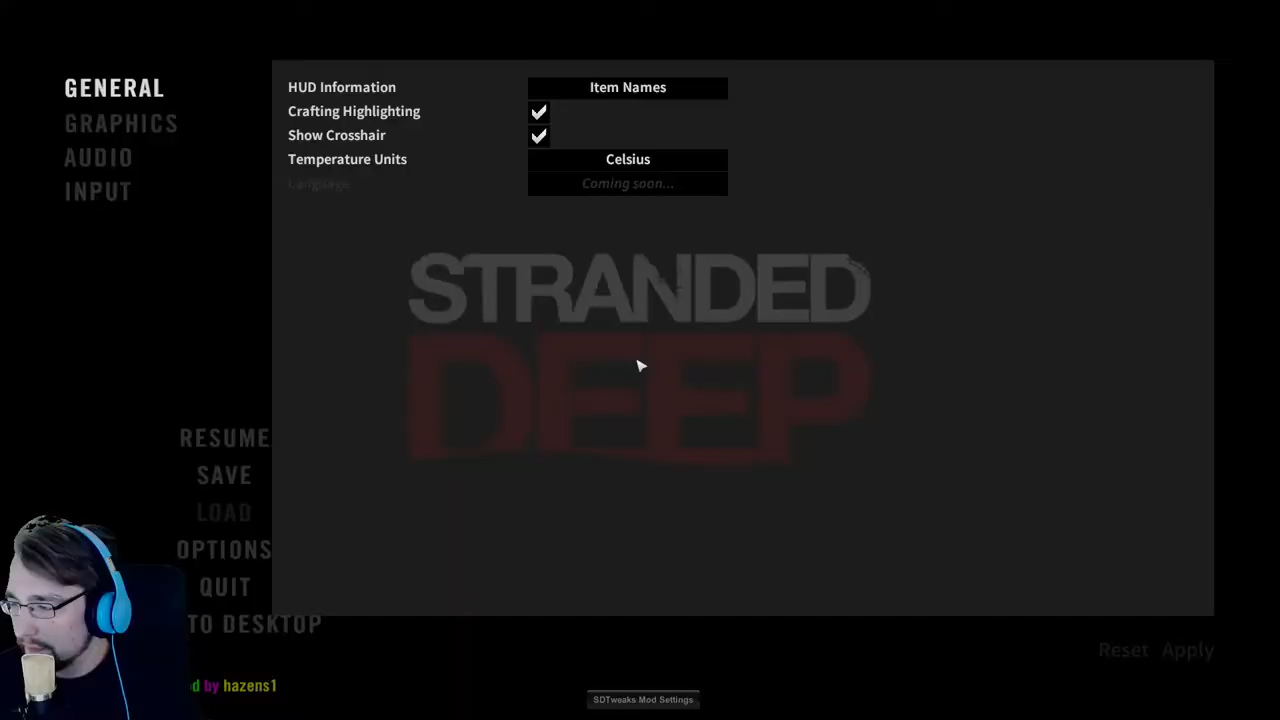 GENERAL
GRAPHICS
AUDIO
INPUT
HUD Information
Item Names
Crafting Highlighting
Show Crosshair
Temperature Units
Celsius
Language
Coming soon...
STRANDED
DEEP
RESUME
SAVE
LOAD
OPTIONS
QUIT
TO DESKTOP
Reset Apply
d by hazens1
SDTweaks Mod Settings